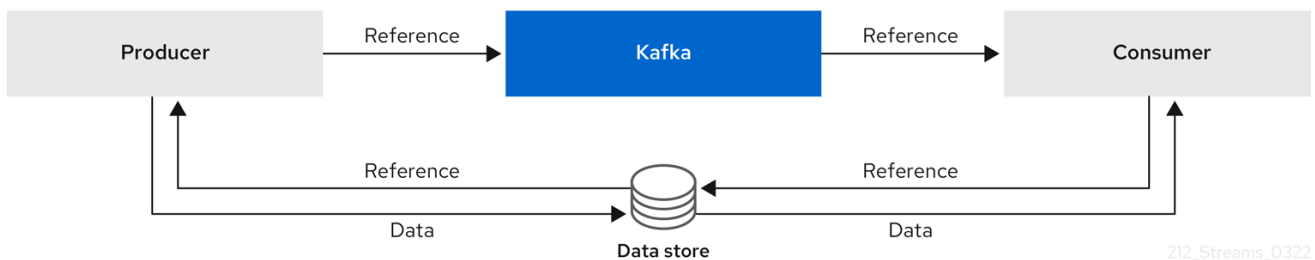 Producer
Reference
Kafka
Reference
Consumer
Reference
Reference
Data
Data
Data store
212_Streams_0322